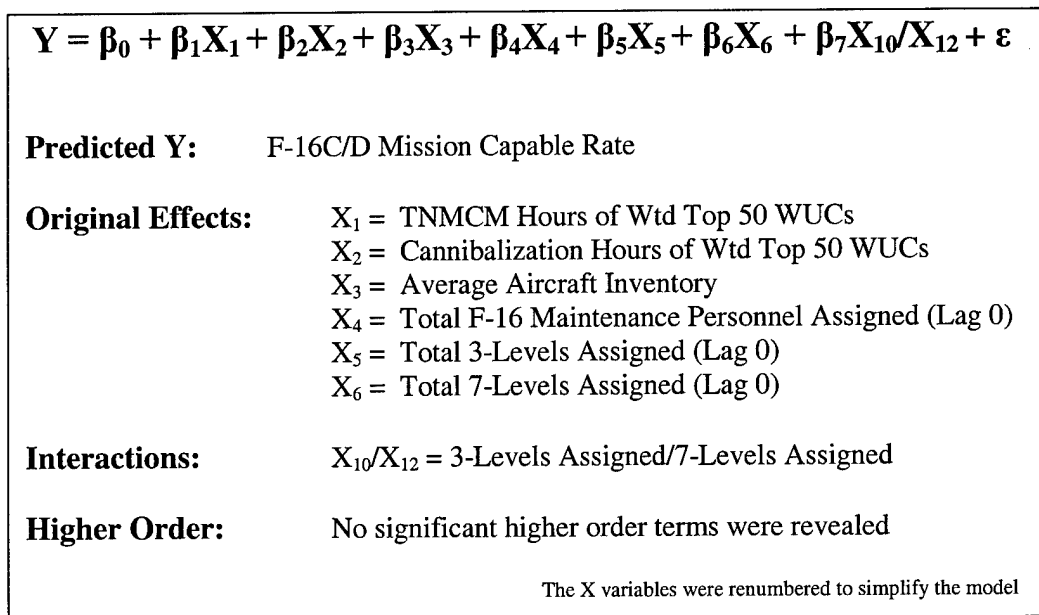 Y = β₀ + β₁X₁ + β₂X₂ + β₃X₃ + β₄X₄ + β₅X₅ + β₆X₆ + β₇X₁₀/X₁₂ + ε
Predicted Y: F-16C/D Mission Capable Rate
Original Effects: X₁ = TNMCM Hours of Wtd Top 50 WUCs
X₂ = Cannibalization Hours of Wtd Top 50 WUCs
X₃ = Average Aircraft Inventory
X₄ = Total F-16 Maintenance Personnel Assigned (Lag 0)
X₅ = Total 3-Levels Assigned (Lag 0)
X₆ = Total 7-Levels Assigned (Lag 0)
Interactions: X₁₀/X₁₂ = 3-Levels Assigned/7-Levels Assigned
Higher Order: No significant higher order terms were revealed
The X variables were renumbered to simplify the model